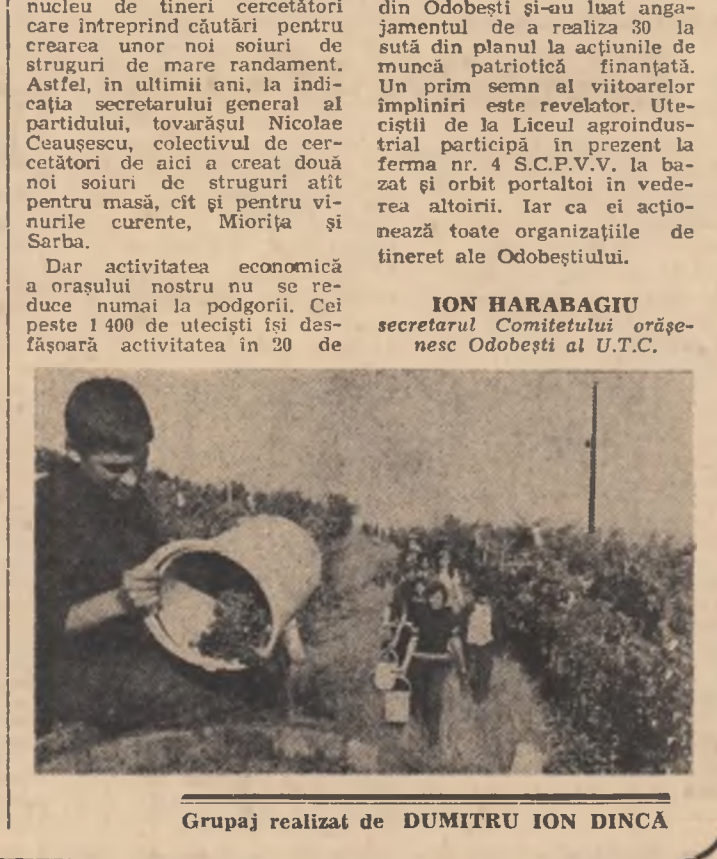 nucleu de tineri cercetători
care întreprind căutări pentru
crearea unor noi soiuri de
struguri de mare randament.
Astfel, in ultimii ani, la indi-
cația secretarului general al
partidului, tovarășul Nicolae
Ceaușescu, colectivul de cer-
cetători de aici a creat două
noi soiuri de struguri atît
pentru masă, cît și pentru vi-
nurile curente, Miorița și
Sarba.
Dar activitatea economică
a orașului nostru nu se re-
duce numai la podgorii. Cei
peste 1 400 de uteciști își des-
fășoară activitatea în 20 de
din Odobești și-au luat anga-
jamentul de a realiza 30 la
sută din planul la acțiunile de
muncă patriotică finanțată.
Un prim semn al viitoarelor
împliniri este revelator. Ute-
ciștii de la Liceul agroindus-
trial participă în prezent la
ferma nr. 4 S.C.P.V.V. la ba-
zat și orbit portaltoi în vede-
rea altoirii. Iar ca ei acțio-
nează toate organizațiile de
tineret ale Odobeștiului.
ION HARABAGIU
secretarul Comitetului orășe-
nesc Odobești al U.T.C.
Grupaj realizat de DUMITRU ION DINCĂ